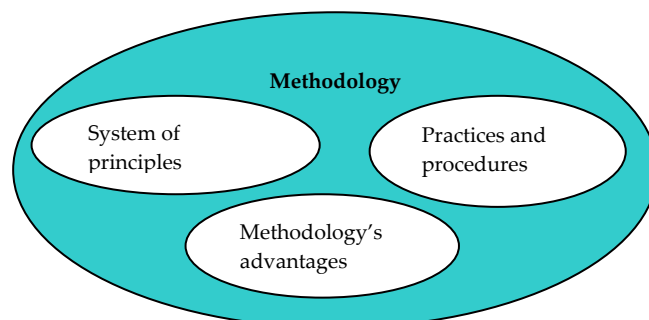 Methodology
System of
principles
Practices and
procedures
Methodology’s
advantages